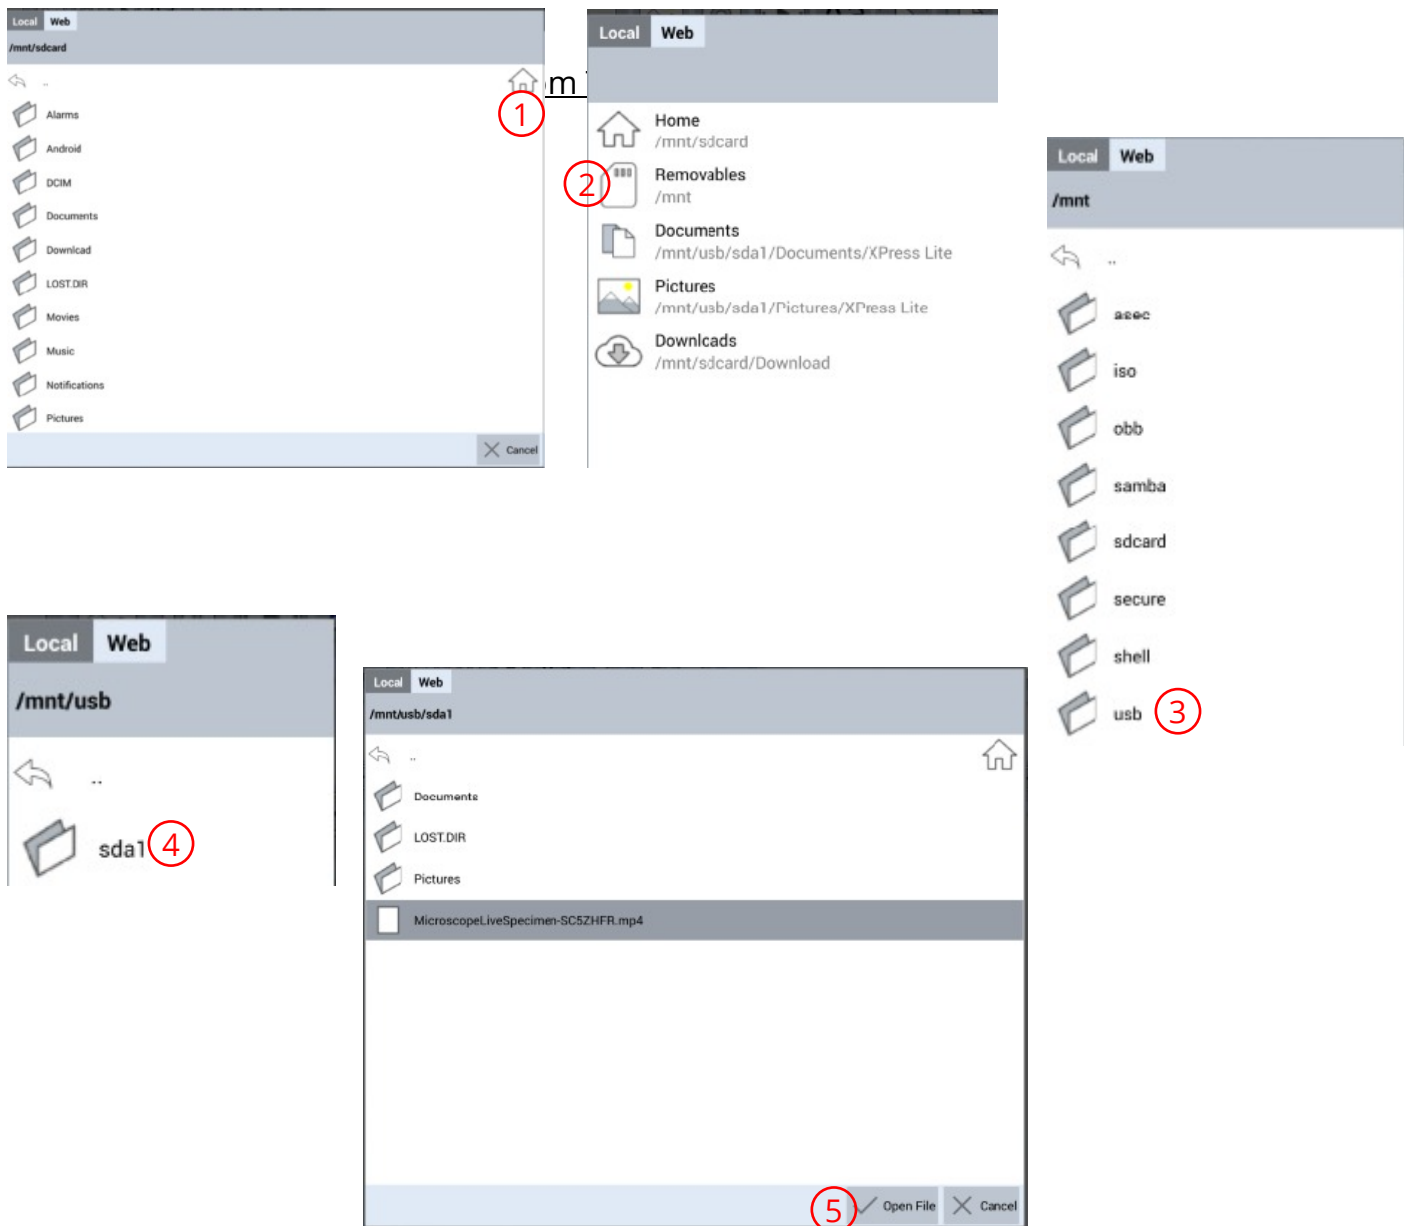 Local Web
/mnt/sdcard
..
1
Alarms
Android
DCIM
Documents
Downlcad
LOST.DIR
Movies
Music
Notifications
Pictures
Cancel
om
Local Web
Home
/mnt/sdcard
2
Removables
/mnt
Documents
/mnt/usb/sda1/Documents/XPress Lite
Pictures
/mnt/usb/sda1/Pictures/XPress Lite
Downlcads
/mnt/sdcard/Download
Local Web
/mnt
..
asec
iso
obb
samba
sdcard
secure
shell
usb 3
Local Web
/mnt/usb
..
sda1 4
Local Web
/mnt/usb/sda1
..
Documents
LOST.DIR
Pictures
MicroscopeLiveSpecimen-SC5ZHFR.mp4
5 Open File Cancel